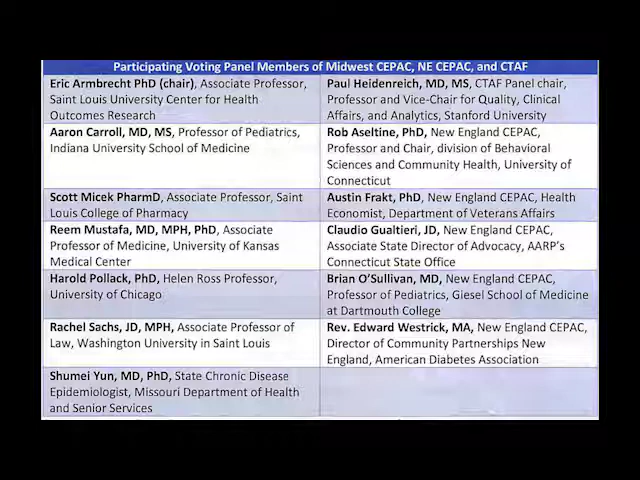 Participating Voting Panel Members of Midwest CEPAC, NE CEPAC, and CTAF
Eric Armbrecht PhD (chair), Associate Professor,
Saint Louis University Center for Health
Outcomes Research
Paul Heidenreich, MD, MS, CTAF Panel chair,
Professor and Vice-Chair for Quality, Clinical
Affairs, and Analytics, Stanford University
Aaron Carroll, MD, MS, Professor of Pediatrics,
Indiana University School of Medicine
Rob Aseltine, PhD, New England CEPAC,
Professor and Chair, division of Behavioral
Sciences and Community Health, University of
Connecticut
Scott Micek PharmD, Associate Professor, Saint
Louis College of Pharmacy
Austin Frakt, PhD, New England CEPAC, Health
Economist, Department of Veterans Affairs
Reem Mustafa, MD, MPH, PhD, Associate
Professor of Medicine, University of Kansas
Medical Center
Claudio Gualtieri, JD, New England CEPAC,
Associate State Director of Advocacy, AARP's
Connecticut State Office
Harold Pollack, PhD, Helen Ross Professor,
University of Chicago
Brian O'Sullivan, MD, New England CEPAC,
Professor of Pediatrics, Giesel School of Medicine
at Dartmouth College
Rachel Sachs, JD, MPH, Associate Professor of
Law, Washington University in Saint Louis
Rev. Edward Westrick, MA, New England CEPAC,
Director of Community Partnerships New
England, American Diabetes Association
Shumei Yun, MD, PhD, State Chronic Disease
Epidemiologist, Missouri Department of Health
and Senior Services